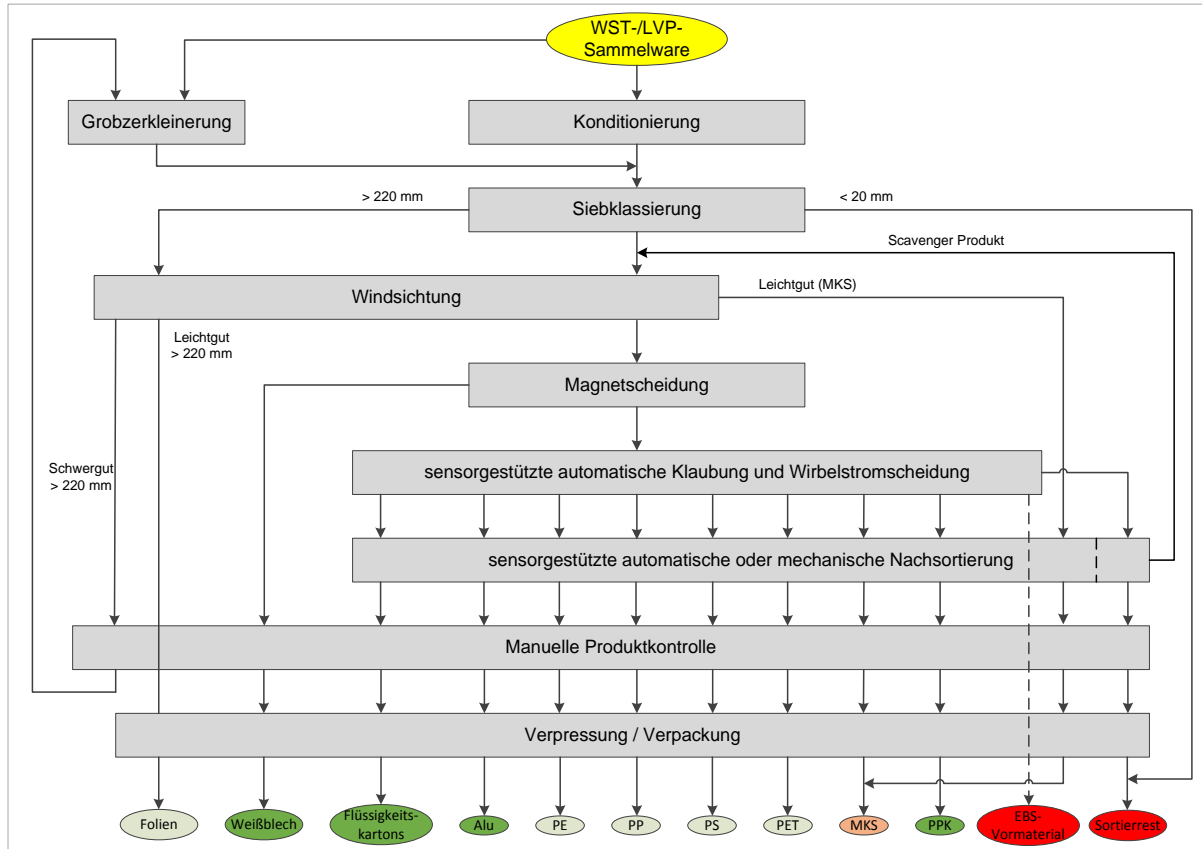 WST-/LVP-
Sammelware
Grobzerkleinerung
Konditionierung
> 220 mm
Siebklassierung
< 20 mm
Scavenger Produkt
Windsichtung
Leichtgut (MKS)
Leichtgut
> 220 mm
Magnetscheidung
Schwergut
> 220 mm
sensorgestützte automatische Klaubung und Wirbelstromscheidung
sensorgestützte automatische oder mechanische Nachsortierung
Manuelle Produktkontrolle
Verpressung / Verpackung
Folien
Weißblech
Flüssigkeits-
kartons
Alu
PE
PP
PS
PET
MKS
PPK
EBS-
Vormaterial
Sortierrest